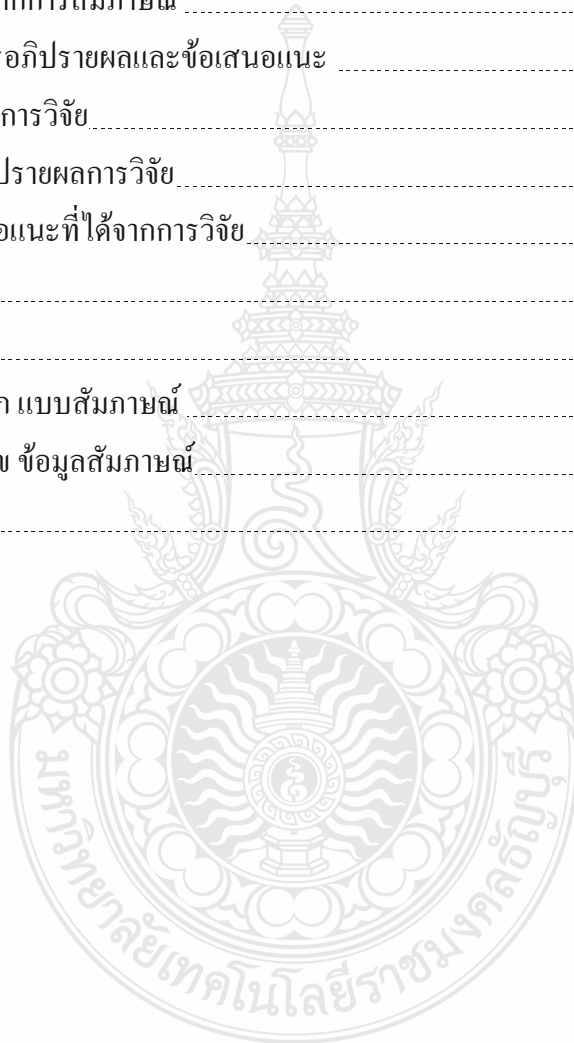 จากการสัมภาษณ์
รอภิปรายผลและข้อเสนอแนะ
การวิจัย
ปรายผลการวิจัย
อแนะที่ได้จากการวิจัย
ก แบบสัมภาษณ์
ข ข้อมูลสัมภาษณ์
มหาวิทยาลัยเทคโนโลยีราชมงคลธัญบุรี